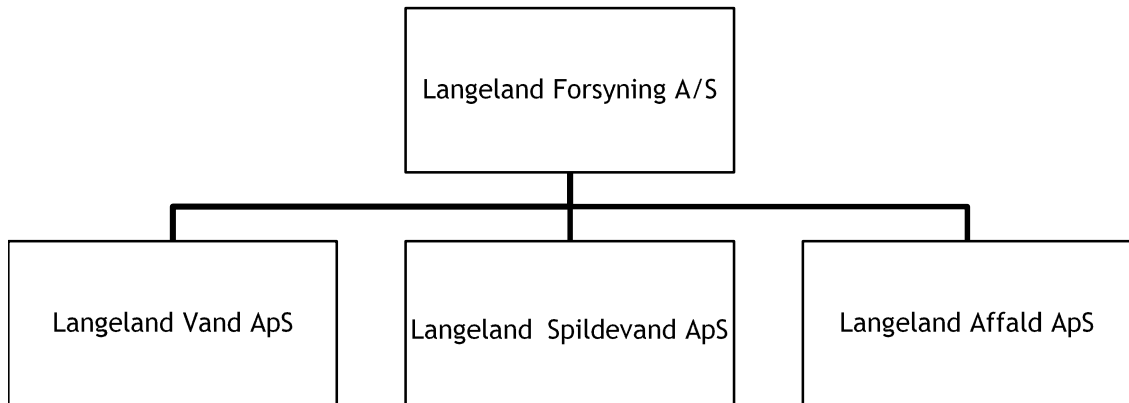 Langeland Forsyning A/S
Langeland Vand ApS
Langeland Spildevand ApS
Langeland Affald ApS